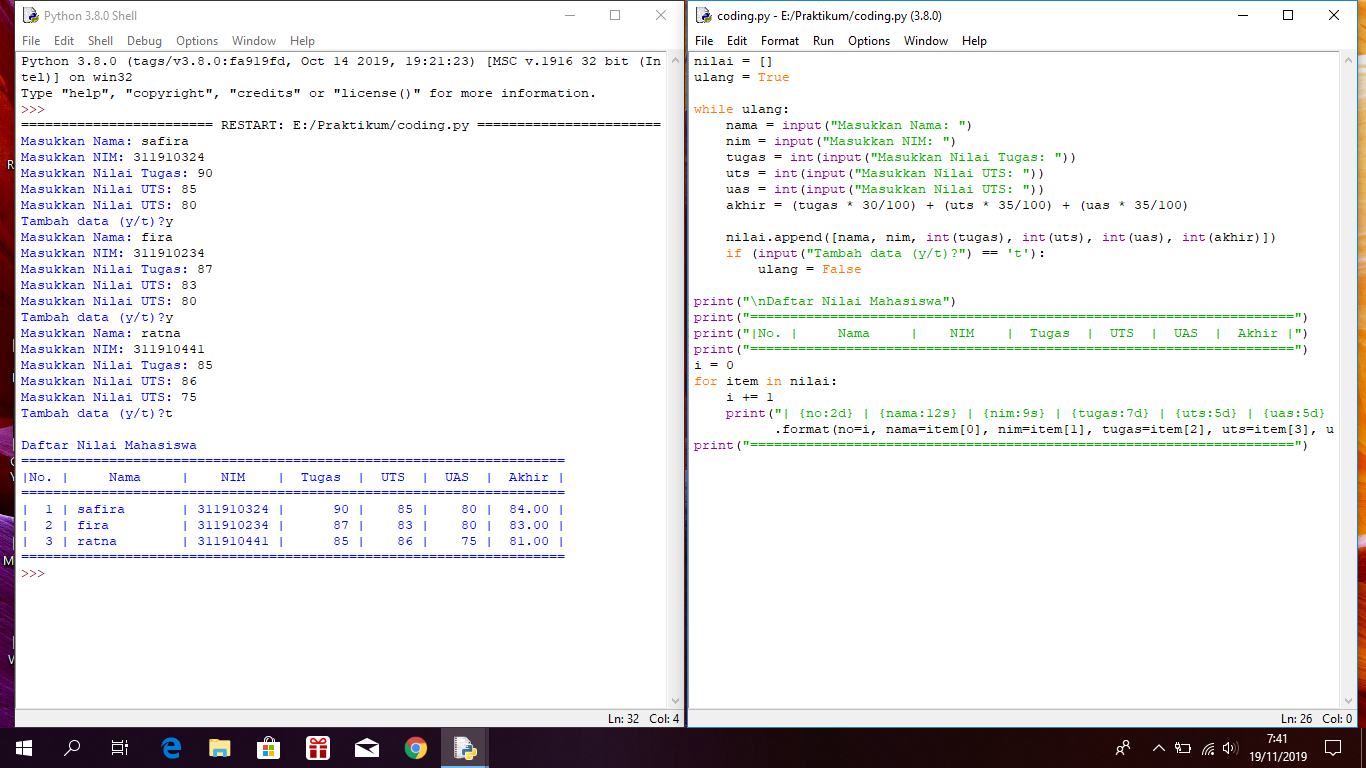 Python 3.8.0 Shell
File Edit Shell Debug Options Window Help
Python 3.8.0 (tags/v3.8.0:fa919fd, Oct 14 2019, 19:21:23) [MSC v.1916 32 bit (In
tel)] on win32
Type "help", "copyright", "credits" or "license()" for more information.
>>>
======================== RESTART: E:/Praktikum/coding.py =======================
Masukkan Nama: safira
Masukkan NIM: 311910324
Masukkan Nilai Tugas: 90
Masukkan Nilai UTS: 85
Masukkan Nilai UTS: 80
Tambah data (y/t)?y
Masukkan Nama: fira
Masukkan NIM: 311910234
Masukkan Nilai Tugas: 87
Masukkan Nilai UTS: 83
Masukkan Nilai UTS: 80
Tambah data (y/t)?y
Masukkan Nama: ratna
Masukkan NIM: 311910441
Masukkan Nilai Tugas: 85
Masukkan Nilai UTS: 86
Masukkan Nilai UTS: 75
Tambah data (y/t)?t
Daftar Nilai Mahasiswa
====================================================================
|No. |     Nama     |    NIM    |  Tugas  |  UTS  |  UAS  |  Akhir |
====================================================================
|  1 | safira       | 311910324 |      90 |    85 |    80 |  84.00 |
|  2 | fira         | 311910234 |      87 |    83 |    80 |  83.00 |
|  3 | ratna        | 311910441 |      85 |    86 |    75 |  81.00 |
====================================================================
>>>
Ln: 32 Col: 4
coding.py - E:/Praktikum/coding.py (3.8.0)
File Edit Format Run Options Window Help
nilai = []
ulang = True
while ulang:
    nama = input("Masukkan Nama: ")
    nim = input("Masukkan NIM: ")
    tugas = int(input("Masukkan Nilai Tugas: "))
    uts = int(input("Masukkan Nilai UTS: "))
    uas = int(input("Masukkan Nilai UTS: "))
    akhir = (tugas * 30/100) + (uts * 35/100) + (uas * 35/100)
    nilai.append([nama, nim, int(tugas), int(uts), int(uas), int(akhir)])
    if (input("Tambah data (y/t)?") == 't'):
        ulang = False
print("\nDaftar Nilai Mahasiswa")
print("====================================================================")
print("|No. |     Nama     |    NIM    |  Tugas  |  UTS  |  UAS  |  Akhir |")
print("====================================================================")
i = 0
for item in nilai:
    i += 1
    print("| {no:2d} | {nama:12s} | {nim:9s} | {tugas:7d} | {uts:5d} | {uas:5d}
          .format(no=i, nama=item[0], nim=item[1], tugas=item[2], uts=item[3], u
print("====================================================================")
Ln: 26 Col: 0
7:41
19/11/2019